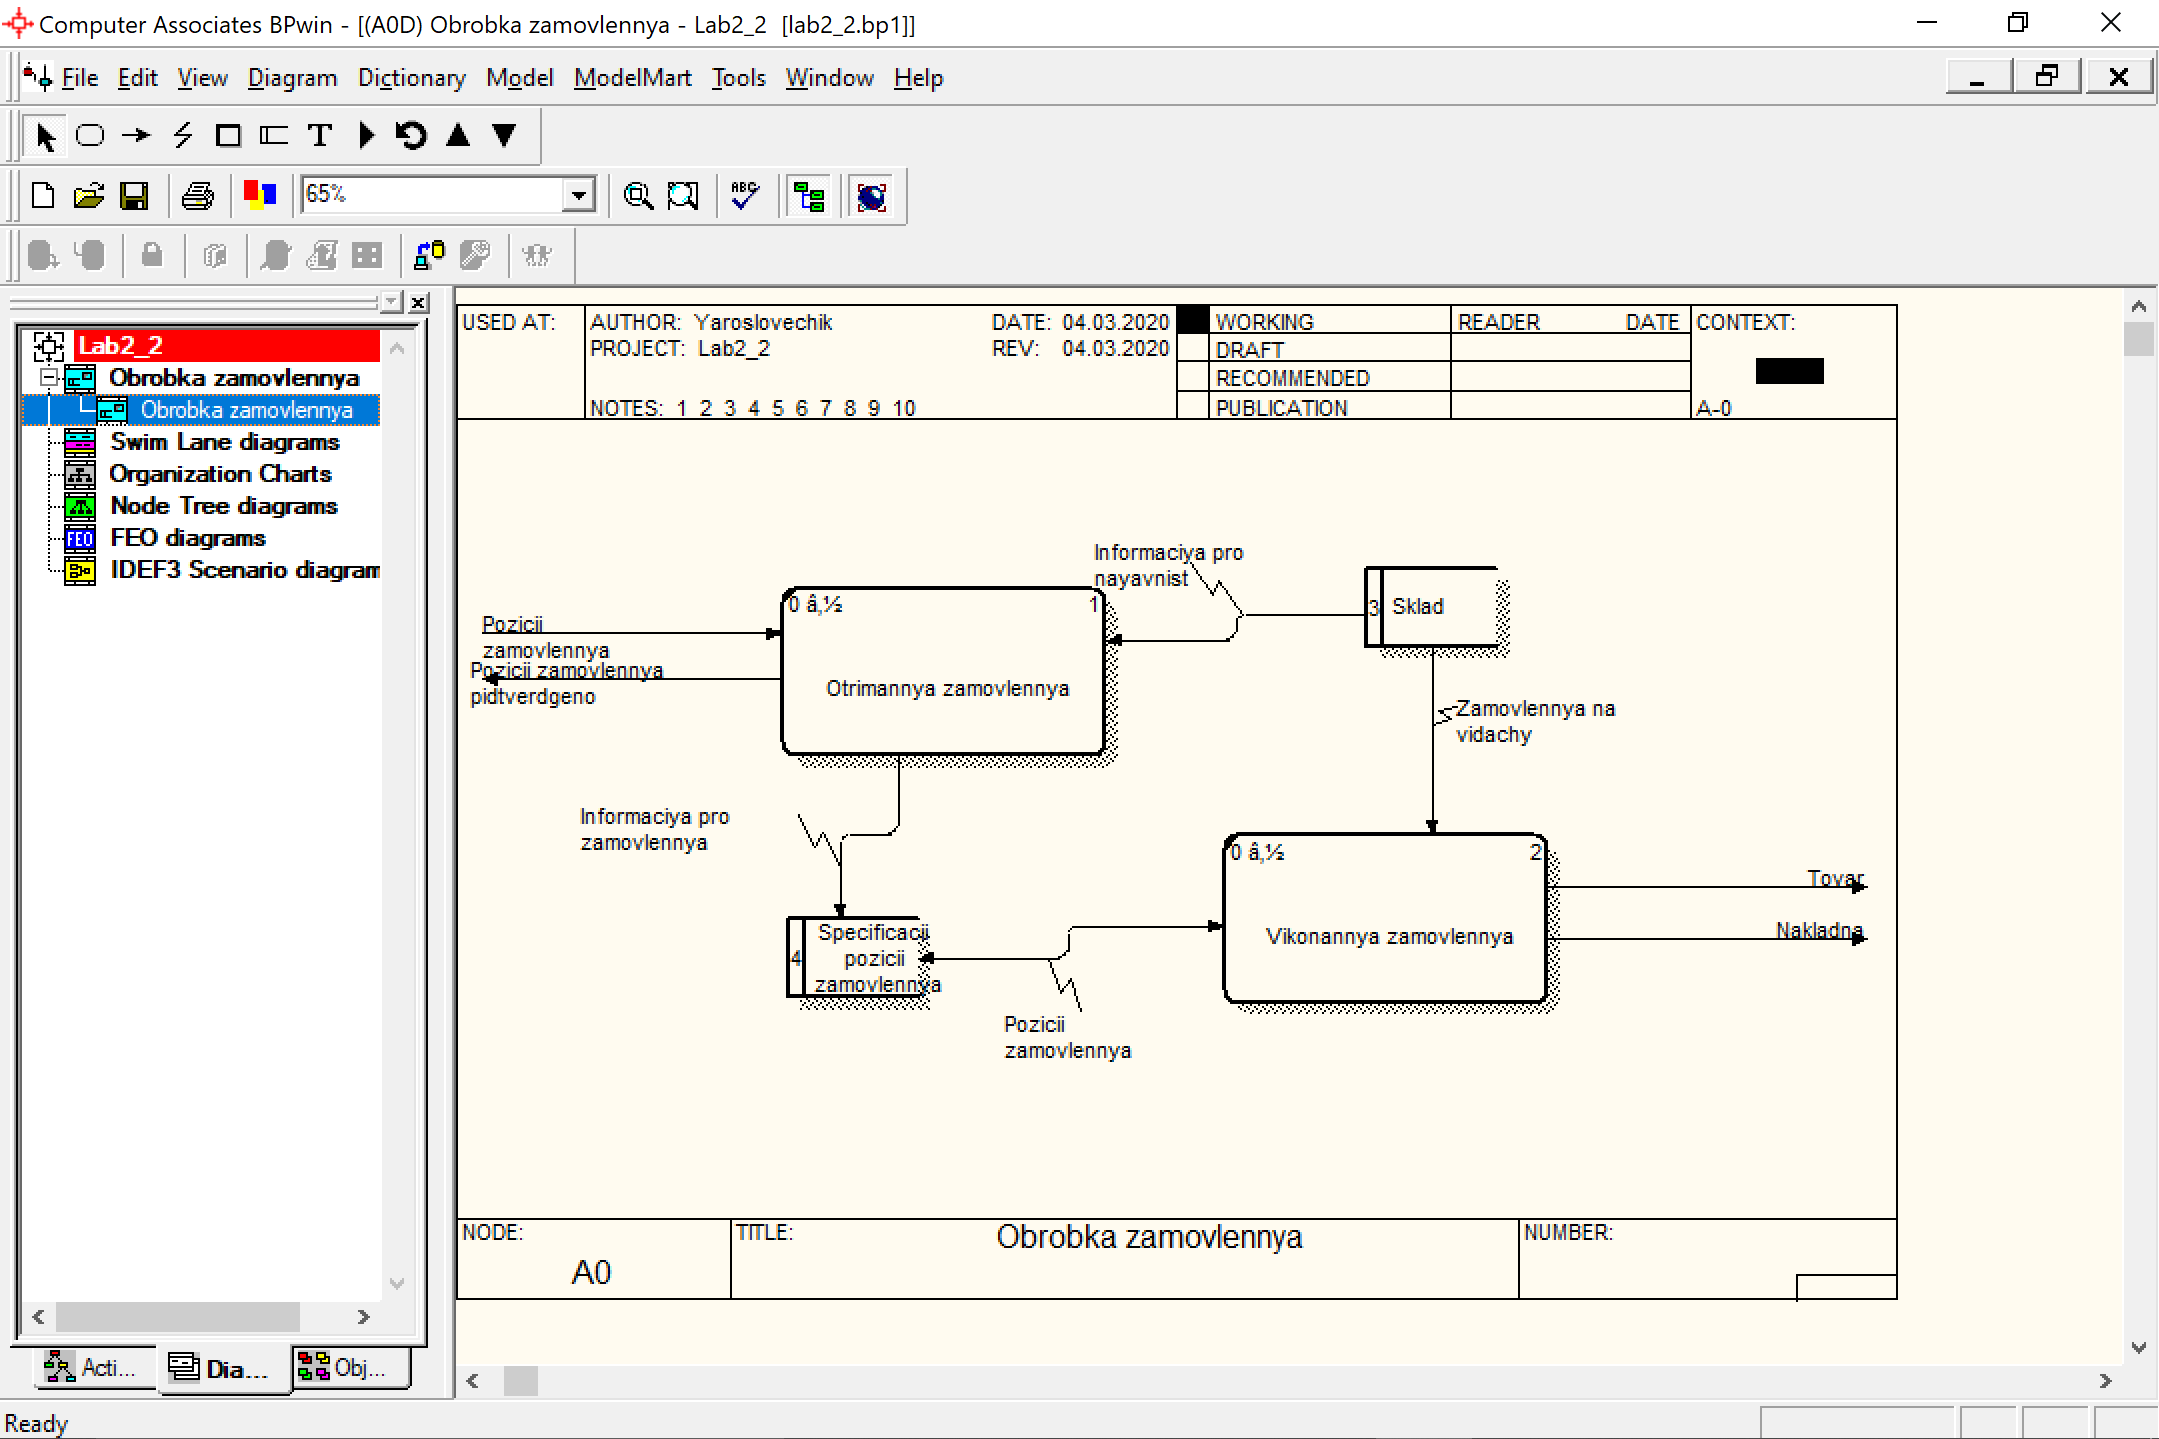 Computer Associates BPwin - [(A0D) Obrobka zamovlennya - Lab2_2  [lab2_2.bp1]]
File Edit View Diagram Dictionary Model ModelMart Tools Window Help
T
65%
ABC
Lab2_2
Obrobka zamovlennya
Obrobka zamovlennya
Swim Lane diagrams
Organization Charts
Node Tree diagrams
FEO
FEO diagrams
IDEF3 Scenario diagram
Acti...
Dia...
Obj...
USED AT:
AUTHOR: Yaroslovechik
DATE: 04.03.2020
PROJECT: Lab2_2
REV: 04.03.2020
NOTES: 1 2 3 4 5 6 7 8 9 10
WORKING
DRAFT
RECOMMENDED
PUBLICATION
READER
DATE
CONTEXT:
A-0
Informaciya pro
nayavnist
0 â‚½
1
Otrimannya zamovlennya
Pozicii
zamovlennya
Pozicii zamovlennya
pidtverdgeno
3
Sklad
Zamovlennya na
vidachy
Informaciya pro
zamovlennya
0 â‚½
2
Vikonannya zamovlennya
Tovar
Nakladna
4
Specificacii
pozicii
zamovlennya
Pozicii
zamovlennya
NODE:
A0
TITLE:
Obrobka zamovlennya
NUMBER:
Ready